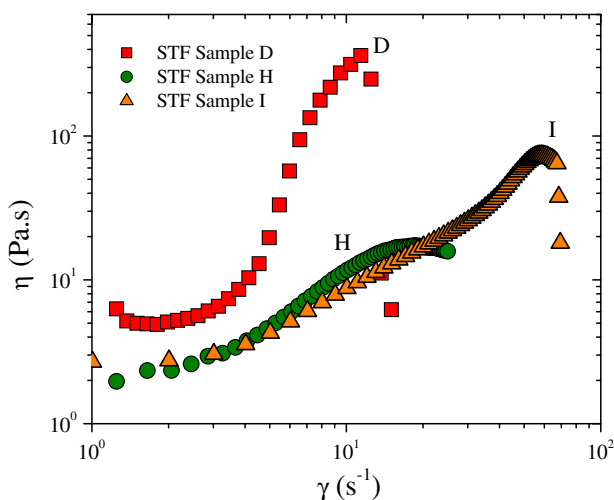 STF Sample D
STF Sample H
STF Sample I
D
I
H
η (Pa.s)
10²
10¹
10⁰
10⁰
10¹
10²
γ (s⁻¹)